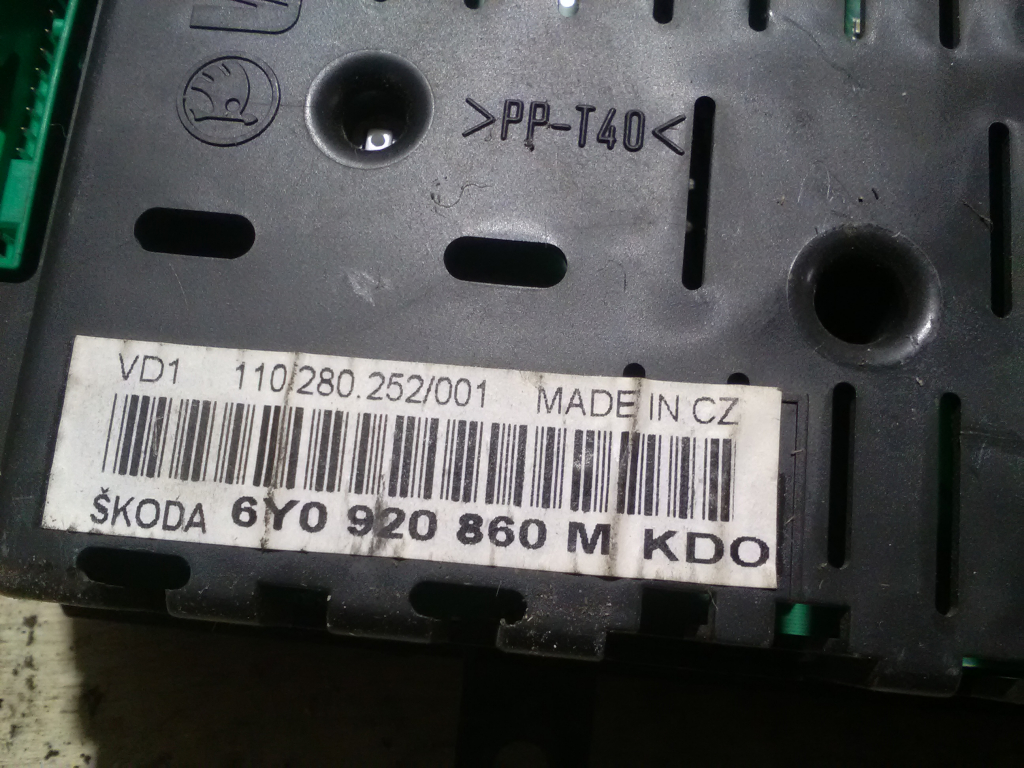 >PP-T40<
VD1 110.280.252/001 MADE IN CZ
ŠKODA 6Y0 920 860 M KDO